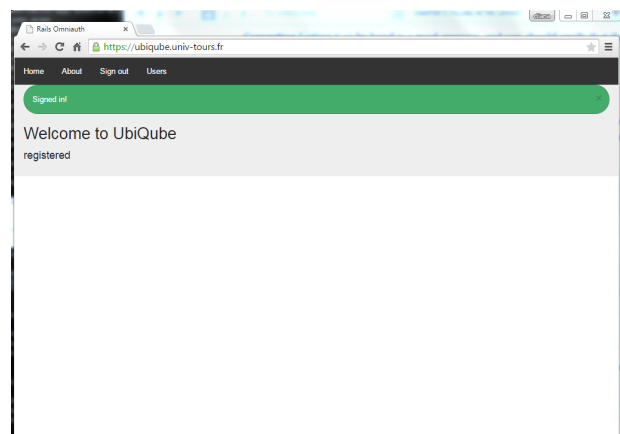 Rails Omniauth
https://ubiqube.univ-tours.fr
Home About Sign out Users
Signed in!
Welcome to UbiQube
registered